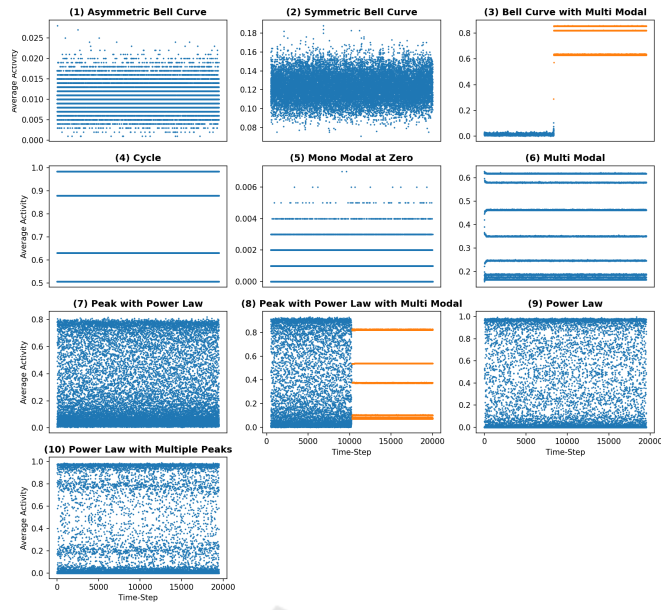 (1) Asymmetric Bell Curve
(2) Symmetric Bell Curve
(3) Bell Curve with Multi Modal
Average Activity
0.025
0.020
0.015
0.010
0.005
0.000
0.18
0.16
0.14
0.12
0.10
0.08
0.8
0.6
0.4
0.2
0.0
(4) Cycle
(5) Mono Modal at Zero
(6) Multi Modal
Average Activity
1.0
0.9
0.8
0.7
0.6
0.5
0.006
0.004
0.002
0.000
0.6
0.5
0.4
0.3
0.2
(7) Peak with Power Law
(8) Peak with Power Law with Multi Modal
(9) Power Law
Average Activity
0.8
0.6
0.4
0.2
0.0
0.8
0.6
0.4
0.2
0.0
0 5000 10000 15000 20000
Time-Step
1.0
0.8
0.6
0.4
0.2
0.0
0 5000 10000 15000 20000
Time-Step
(10) Power Law with Multiple Peaks
Average Activity
1.0
0.8
0.6
0.4
0.2
0.0
0 5000 10000 15000 20000
Time-Step